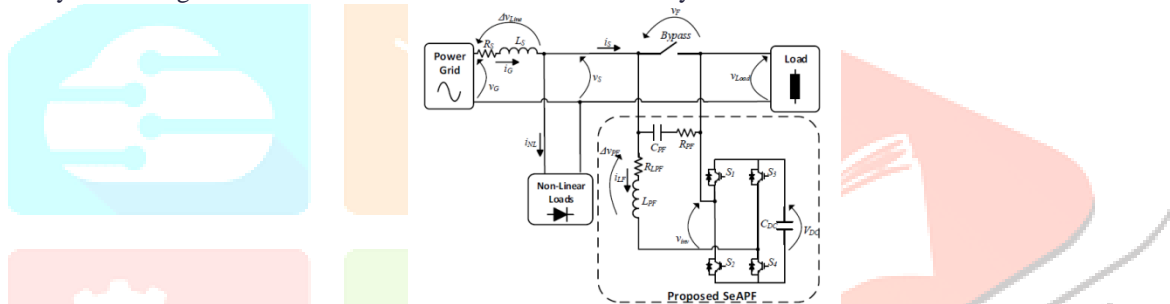 Δv_Line
v_F
R_S
L_S
i_S
Bypass
Power
Grid
i_G
v_G
v_S
v_Load
Load
i_NL
C_PF
R_PF
Δv_PF
R_LPF
i_LF
L_PF
S_1
S_3
Non-Linear
Loads
v_inv
C_DC
V_DC
S_2
S_4
Proposed SeAPF